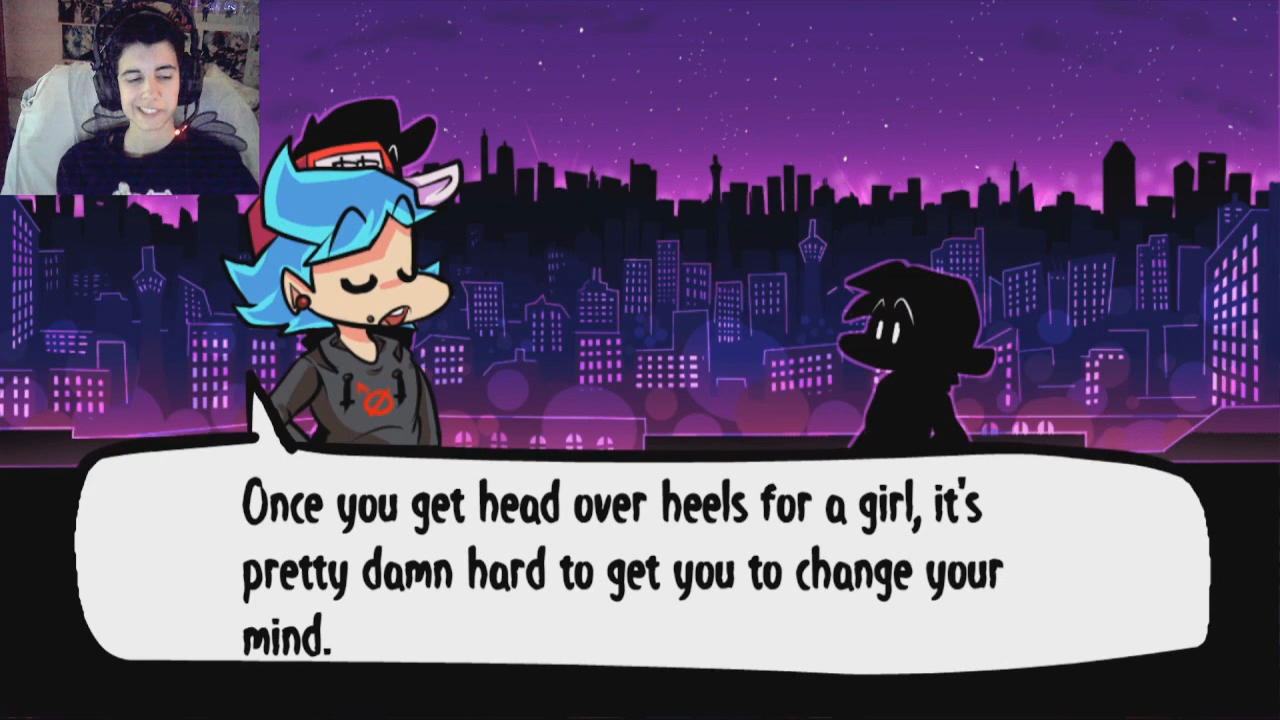 Once you get head over heels for a girl, it's
pretty damn hard to get you to change your
mind.